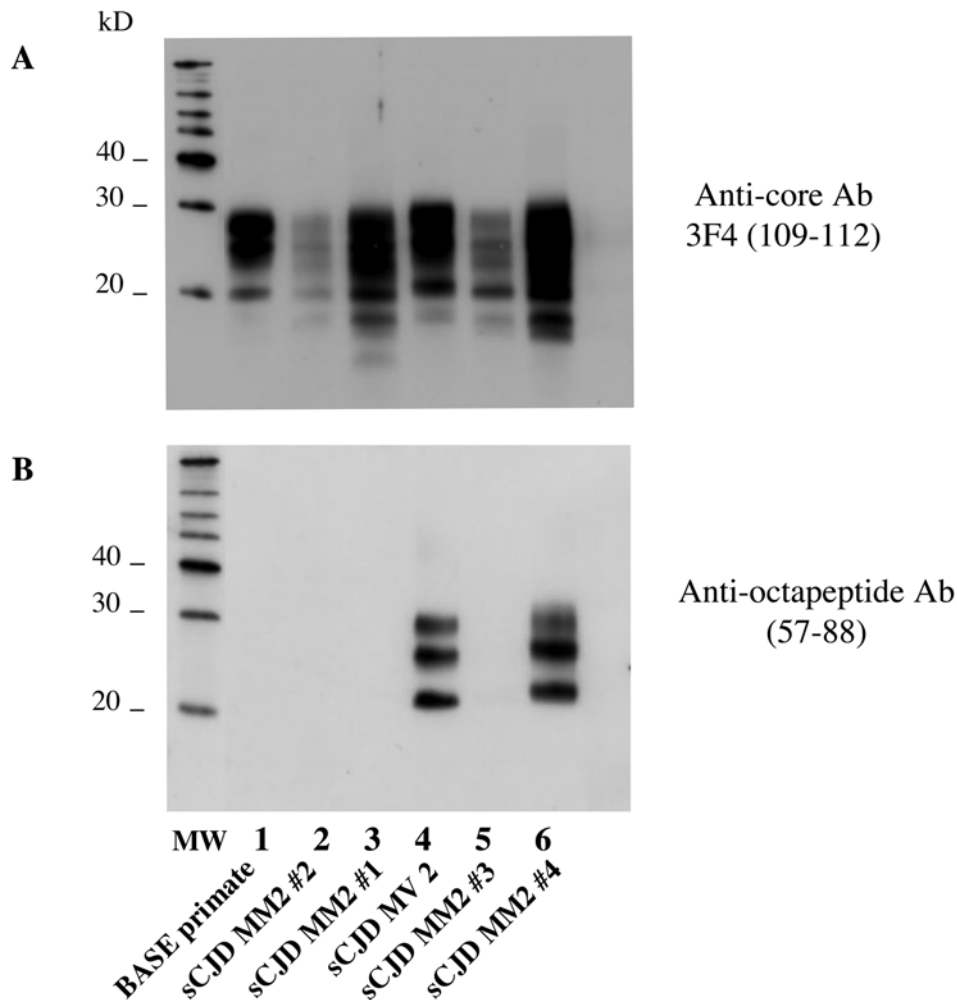 kD
A
40 _
30 _
20 _
Anti-core Ab
3F4 (109-112)
B
40 _
30 _
20 _
Anti-octapeptide Ab
(57-88)
MW 1 2 3 4 5 6
BASE primate
sCJD MM2 #2
sCJD MM2 #1
sCJD MV 2
sCJD MM2 #3
sCJD MM2 #4